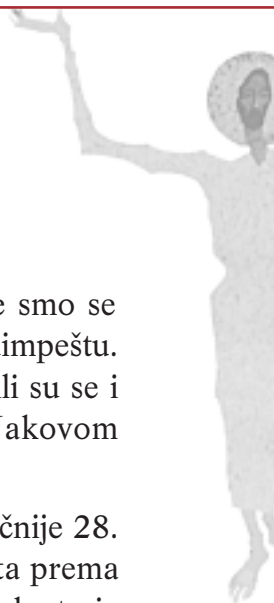 e smo se
impeštu.
li su se i
Jakovom
čnije 28.
ta prema